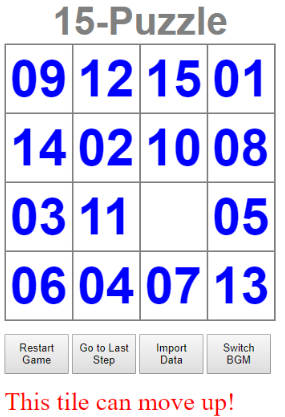 15-Puzzle
09 12 15 01
14 02 10 08
03 11 05
06 04 07 13
Restart Game Go to Last Step Import Data Switch BGM
This tile can move up!